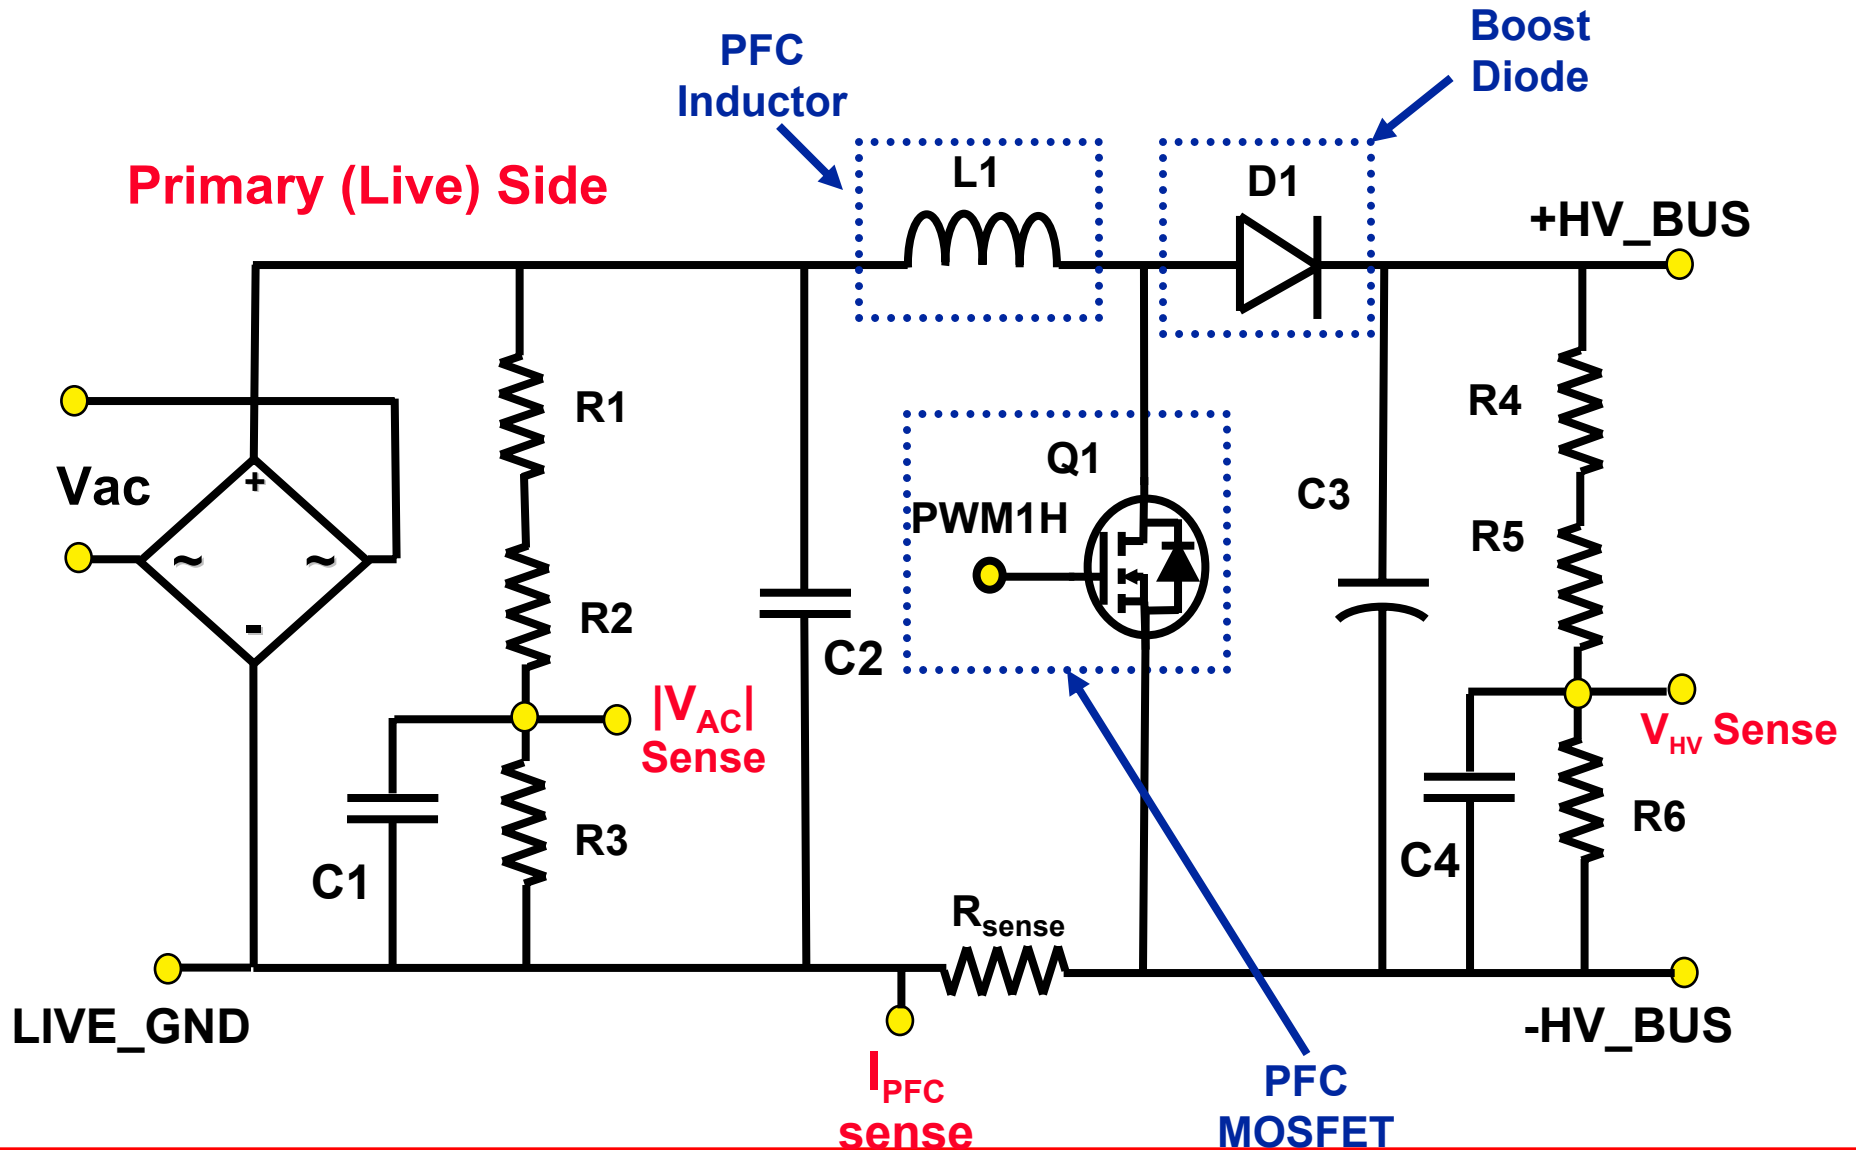 Boost
Diode
PFC
Inductor
Primary (Live) Side
L1
D1
+HV_BUS
R1
R4
Q1
Vac
+
C3
PWM1H
R5
~
~
R2
-
C2
|VAC|
Sense
VHV Sense
R3
R6
C1
C4
Rsense
LIVE_GND
-HV_BUS
IPFC
sense
PFC
MOSFET